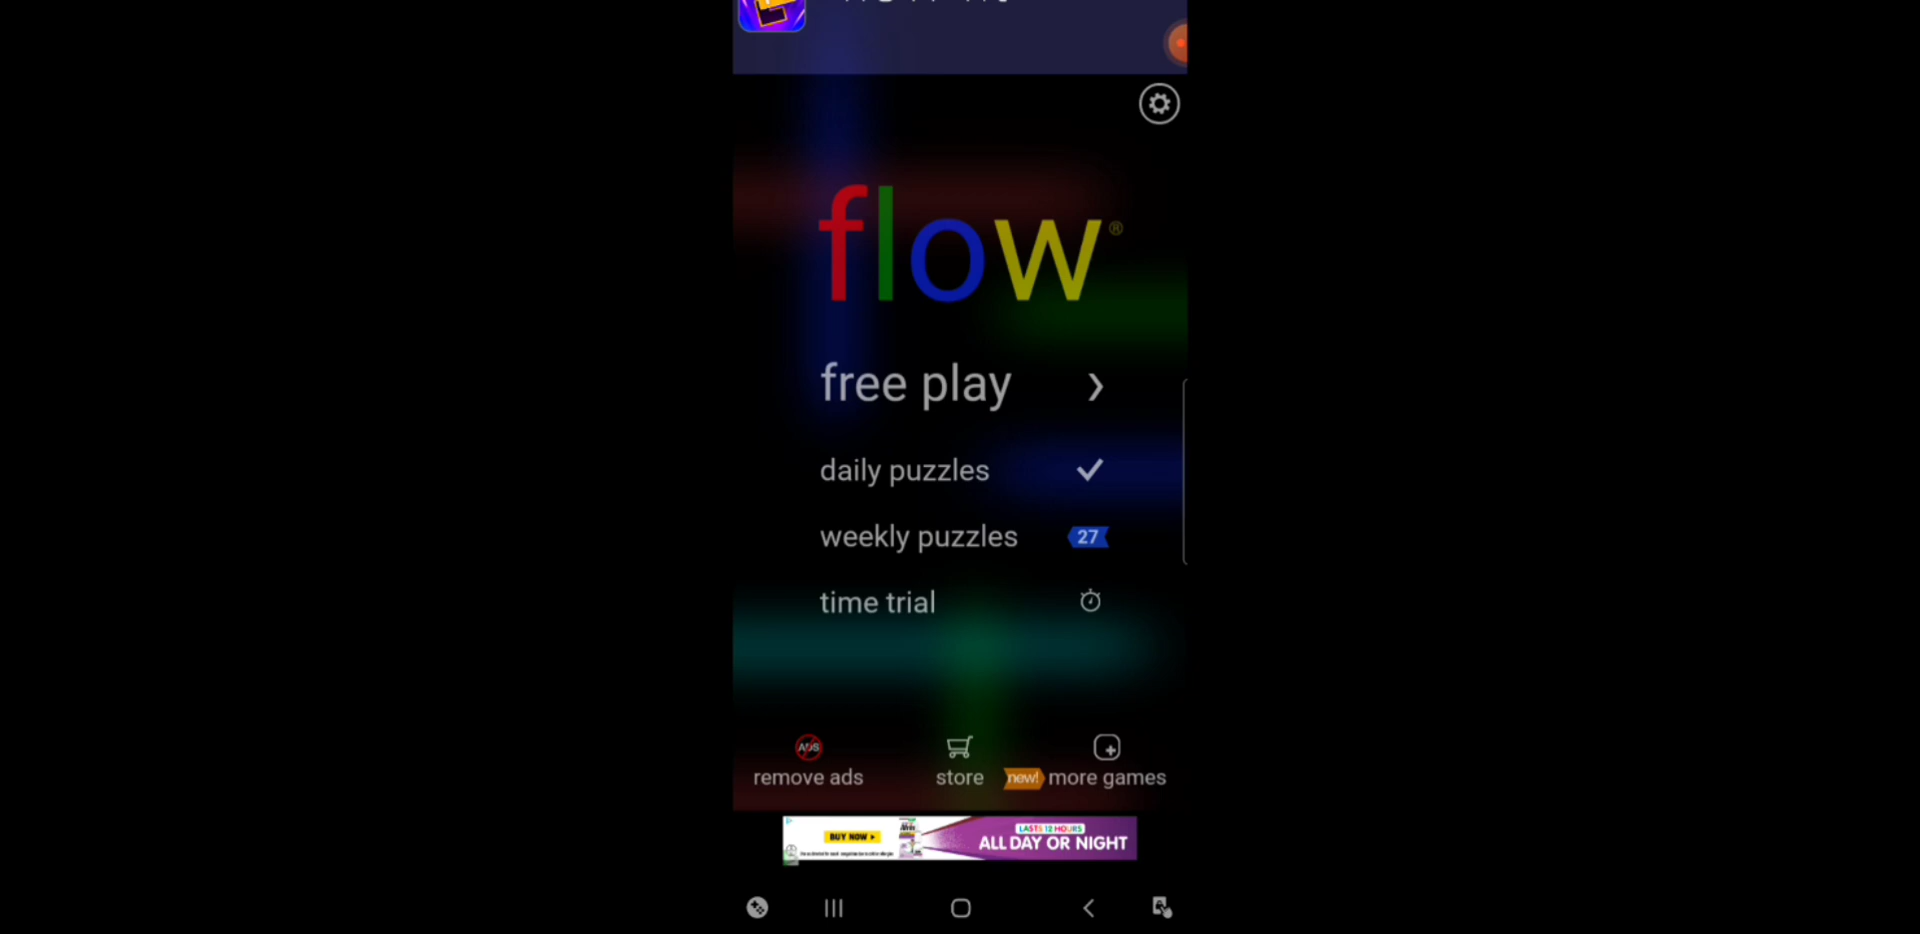 flow®
free play
daily puzzles
weekly puzzles 27
time trial
ADS
remove ads
store
new! more games
BUY NOW
LASTS 12 HOURS
ALL DAY OR NIGHT